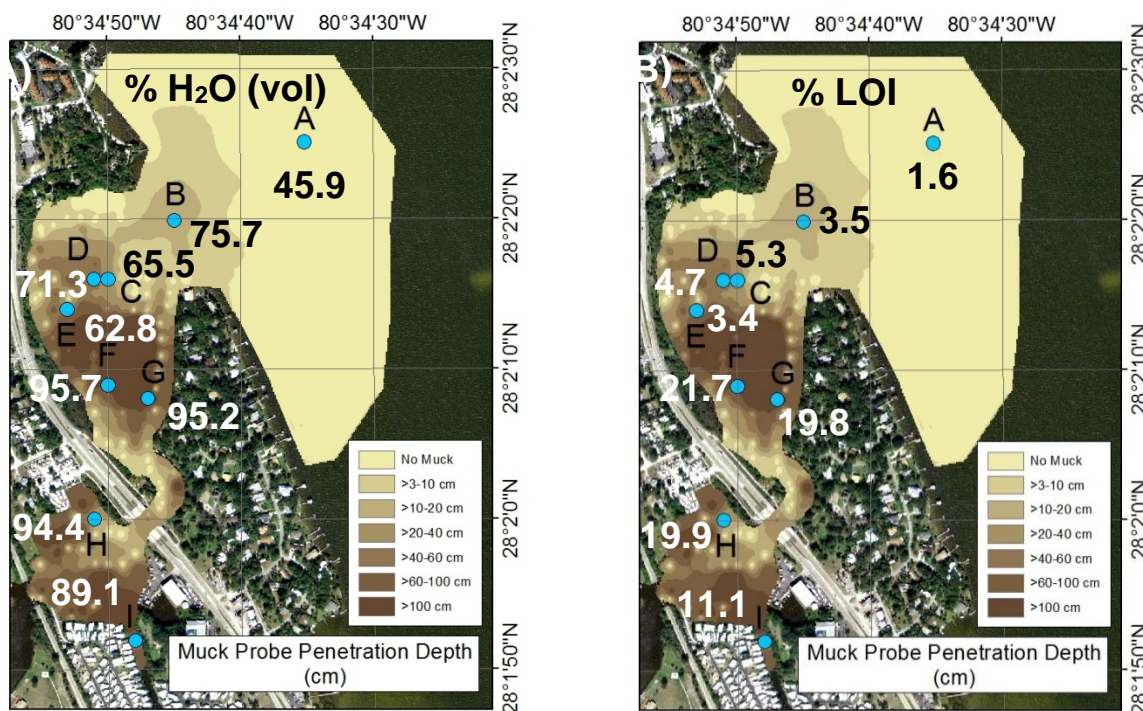 80°34'50"W 80°34'40"W 80°34'30"W
% H₂O (vol)
A
45.9
B
75.7
D
65.5
71.3
C
E
62.8
F
G
95.7
95.2
94.4
H
89.1
I
No Muck
>3-10 cm
>10-20 cm
>20-40 cm
>40-60 cm
>60-100 cm
>100 cm
Muck Probe Penetration Depth
(cm)
28°2'30"N
28°2'20"N
28°2'10"N
28°2'0"N
28°1'50"N
80°34'50"W 80°34'40"W 80°34'30"W
B)
% LOI
A
1.6
B
3.5
D
5.3
4.7
C
E
3.4
F
G
21.7
19.8
19.9
H
11.1
I
No Muck
>3-10 cm
>10-20 cm
>20-40 cm
>40-60 cm
>60-100 cm
>100 cm
Muck Probe Penetration Depth
(cm)
28°2'30"N
28°2'20"N
28°2'10"N
28°2'0"N
28°1'50"N